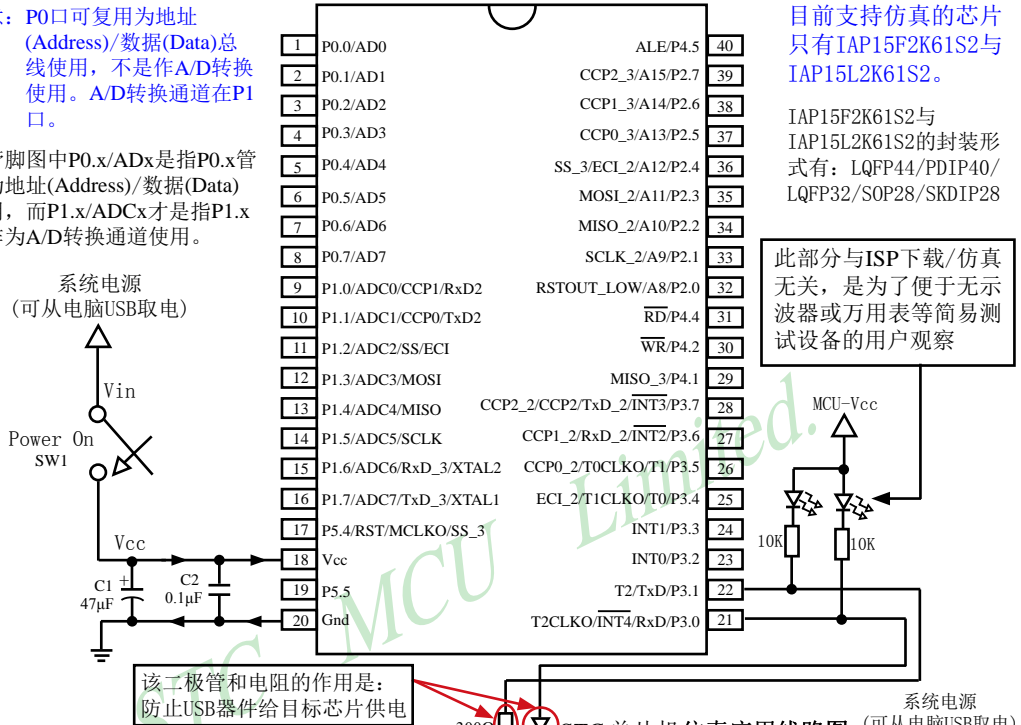 P0口可复用为地址
(Address)/数据(Data)总
线使用，不是作A/D转换
使用。A/D转换通道在P1
口。
脚图中P0.x/ADx是指P0.x管
地址(Address)/数据(Data)
，而P1.x/ADCx才是指P1.x
为A/D转换通道使用。
系统电源
(可从电脑USB取电)
Vin
Power On
SW1
Vcc
C1
+
47μF
C2
0.1μF
1 P0.0/AD0
2 P0.1/AD1
3 P0.2/AD2
4 P0.3/AD3
5 P0.4/AD4
6 P0.5/AD5
7 P0.6/AD6
8 P0.7/AD7
9 P1.0/ADC0/CCP1/RxD2
10 P1.1/ADC1/CCP0/TxD2
11 P1.2/ADC2/SS/ECI
12 P1.3/ADC3/MOSI
13 P1.4/ADC4/MISO
14 P1.5/ADC5/SCLK
15 P1.6/ADC6/RxD_3/XTAL2
16 P1.7/ADC7/TxD_3/XTAL1
17 P5.4/RST/MCLKO/SS_3
18 Vcc
19 P5.5
20 Gnd
ALE/P4.5 40
CCP2_3/A15/P2.7 39
CCP1_3/A14/P2.6 38
CCP0_3/A13/P2.5 37
SS_3/ECI_2/A12/P2.4 36
MOSI_2/A11/P2.3 35
MISO_2/A10/P2.2 34
SCLK_2/A9/P2.1 33
RSTOUT_LOW/A8/P2.0 32
RD/P4.4 31
WR/P4.2 30
MISO_3/P4.1 29
CCP2_2/CCP2/TxD_2/INT3/P3.7 28
CCP1_2/RxD_2/INT2/P3.6 27
CCP0_2/T0CLKO/T1/P3.5 26
ECI_2/T1CLKO/T0/P3.4 25
INT1/P3.3 24
INT0/P3.2 23
T2/TxD/P3.1 22
T2CLKO/INT4/RxD/P3.0 21
目前支持仿真的芯片
只有IAP15F2K61S2与
IAP15L2K61S2。
IAP15F2K61S2与
IAP15L2K61S2的封装形
式有：LQFP44/PDIP40/
LQFP32/SOP28/SKDIP28
此部分与ISP下载/仿真
无关，是为了便于无示
波器或万用表等简易测
试设备的用户观察
MCU-Vcc
10K
10K
STC MCU Limited.
该二极管和电阻的作用是：
防止USB器件给目标芯片供电
系统电源
(可从电脑USB取电)